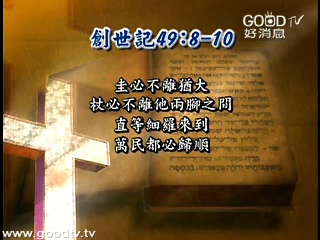 GOOD TV
好消息
創世記49:8-10
圭必不離猶大
杖必不離他兩腳之間
直等細羅來到
萬民都必歸順
www.goodtv.tv